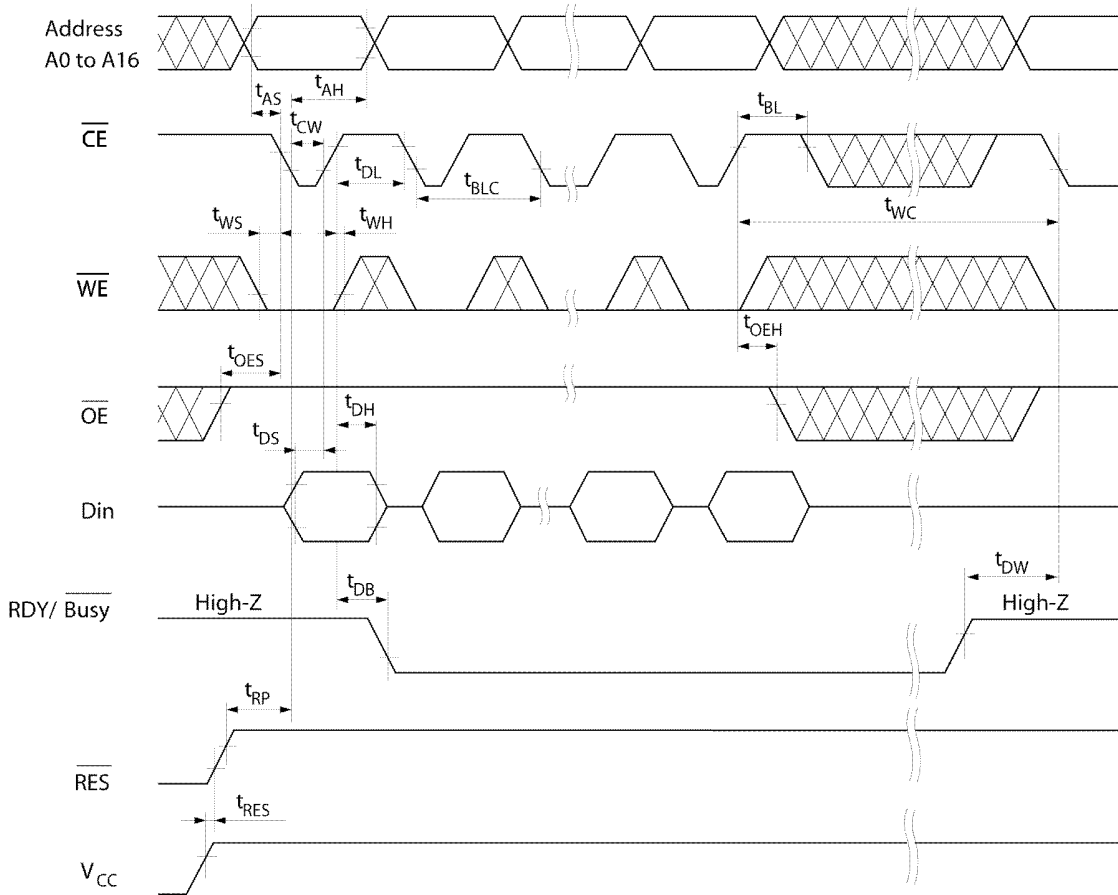 Address
A0 to A16
tAS
tAH
tBL
CE
tCW
tDL
tBLC
tWC
tWS
tWH
WE
tOEH
tOES
OE
tDH
tDS
Din
tDB
tDW
RDY/ Busy
High-Z
High-Z
tRP
RES
tRES
VCC